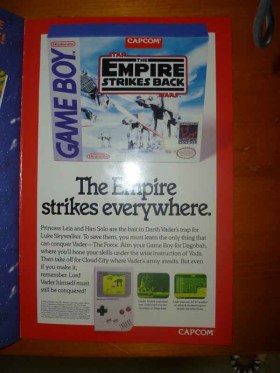 CAPCOM
Nintendo
GAME BOY
THE
EMPIRE
STRIKES BACK
The Empire
strikes everywhere.
Princess Leia and Han Solo are the bait in Darth Vader's trap for
Luke Skywalker. To save them, you must learn the only thing that
can conquer Vader—The Force. Aim your Game Boy for Dagobah,
where you'll hone your skills under the wise instruction of Yoda.
Then take off for Cloud City where Vader's army awaits. But even
if you make it,
remember: Lord
Vader himself must
still be conquered!
CAPCOM